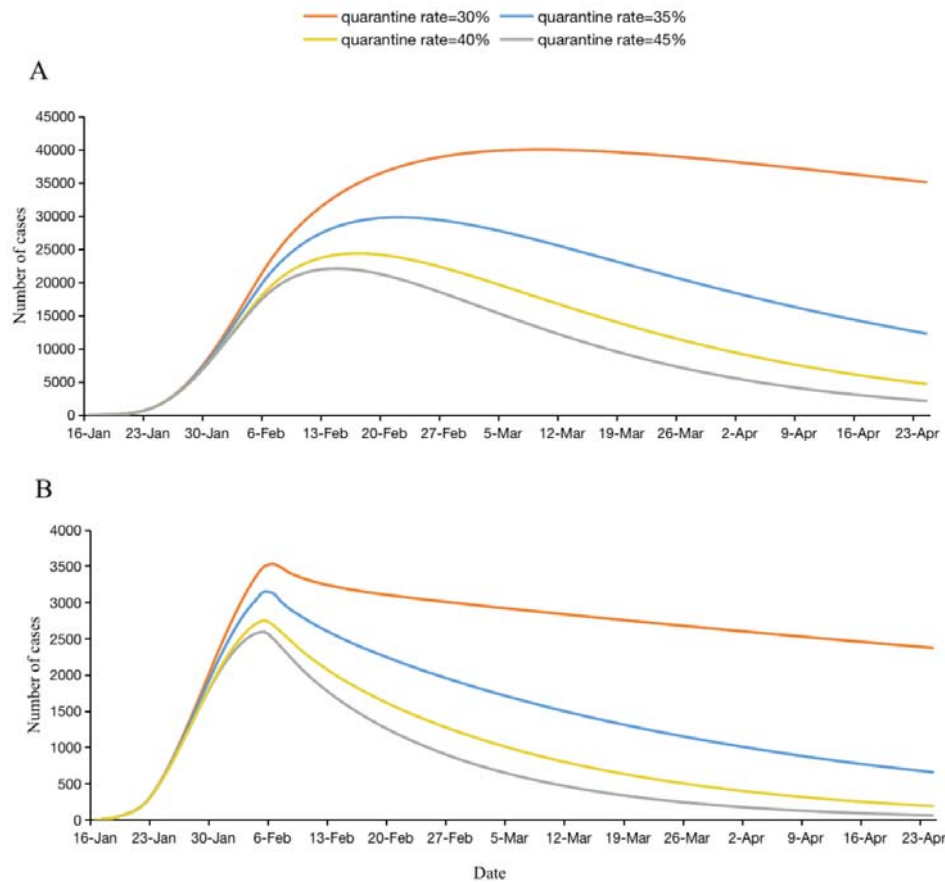 quarantine rate=30% quarantine rate=35%
quarantine rate=40% quarantine rate=45%
A
45000
40000
35000
30000
25000
20000
15000
10000
5000
0
Number of cases
16-Jan 23-Jan 30-Jan 6-Feb 13-Feb 20-Feb 27-Feb 5-Mar 12-Mar 19-Mar 26-Mar 2-Apr 9-Apr 16-Apr 23-Apr
B
4000
3500
3000
2500
2000
1500
1000
500
0
Number of cases
16-Jan 23-Jan 30-Jan 6-Feb 13-Feb 20-Feb 27-Feb 5-Mar 12-Mar 19-Mar 26-Mar 2-Apr 9-Apr 16-Apr 23-Apr
Date